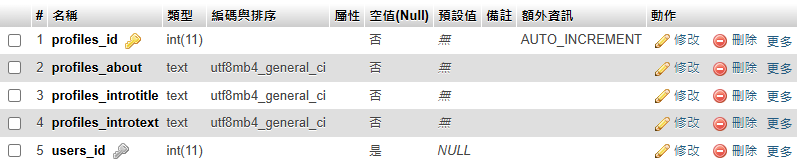 # 名稱 類型 編碼與排序 屬性 空值(Null) 預設值 備註 額外資訊 動作
1 profiles_id int(11) 否 無 AUTO_INCREMENT 修改 刪除 更多
2 profiles_about text utf8mb4_general_ci 否 無 修改 刪除 更多
3 profiles_introtitle text utf8mb4_general_ci 否 無 修改 刪除 更多
4 profiles_introtext text utf8mb4_general_ci 否 無 修改 刪除 更多
5 users_id int(11) 是 NULL 修改 刪除 更多